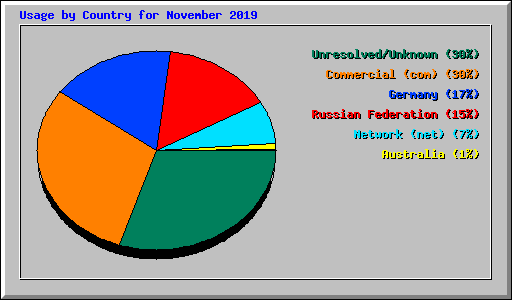 Usage by Country for November 2019
Unresolved/Unknown (30%)
Commercial (com) (30%)
Germany (17%)
Russian Federation (15%)
Network (net) (7%)
Australia (1%)